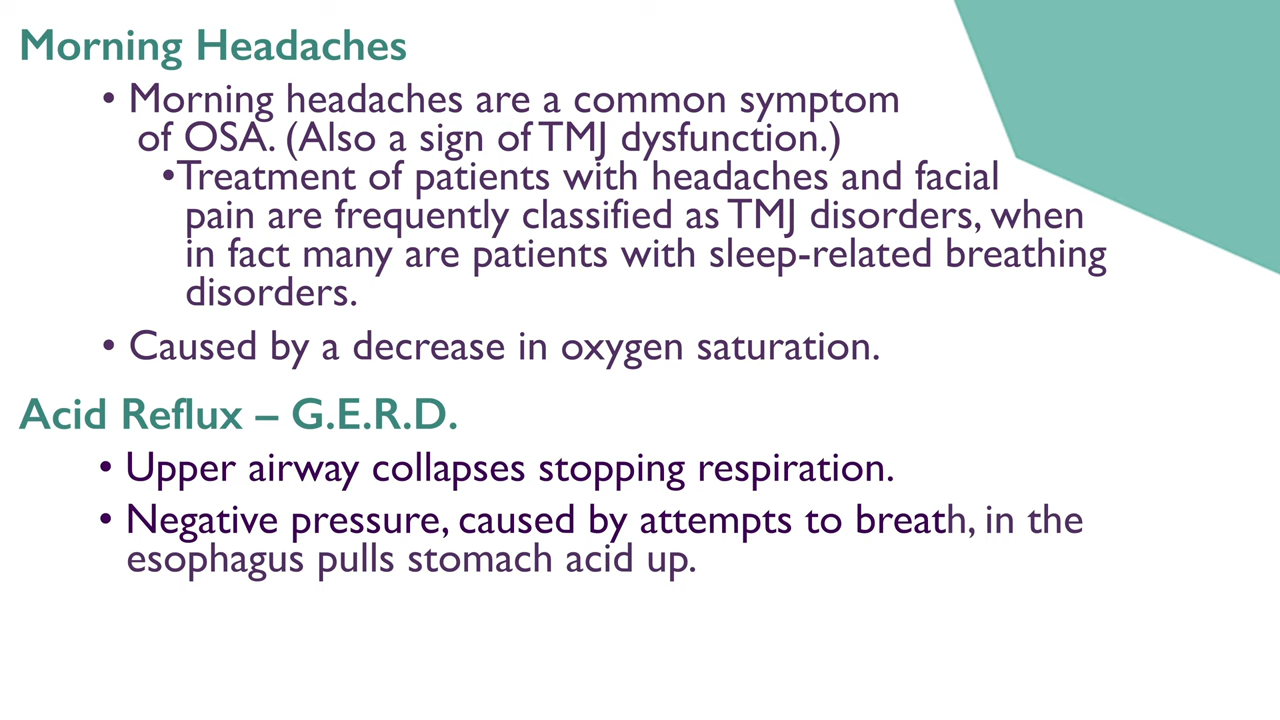 Morning Headaches
• Morning headaches are a common symptom
of OSA. (Also a sign of TMJ dysfunction.)
•Treatment of patients with headaches and facial
pain are frequently classified as TMJ disorders, when
in fact many are patients with sleep-related breathing
disorders.
• Caused by a decrease in oxygen saturation.
Acid Reflux – G.E.R.D.
• Upper airway collapses stopping respiration.
• Negative pressure, caused by attempts to breath, in the
esophagus pulls stomach acid up.